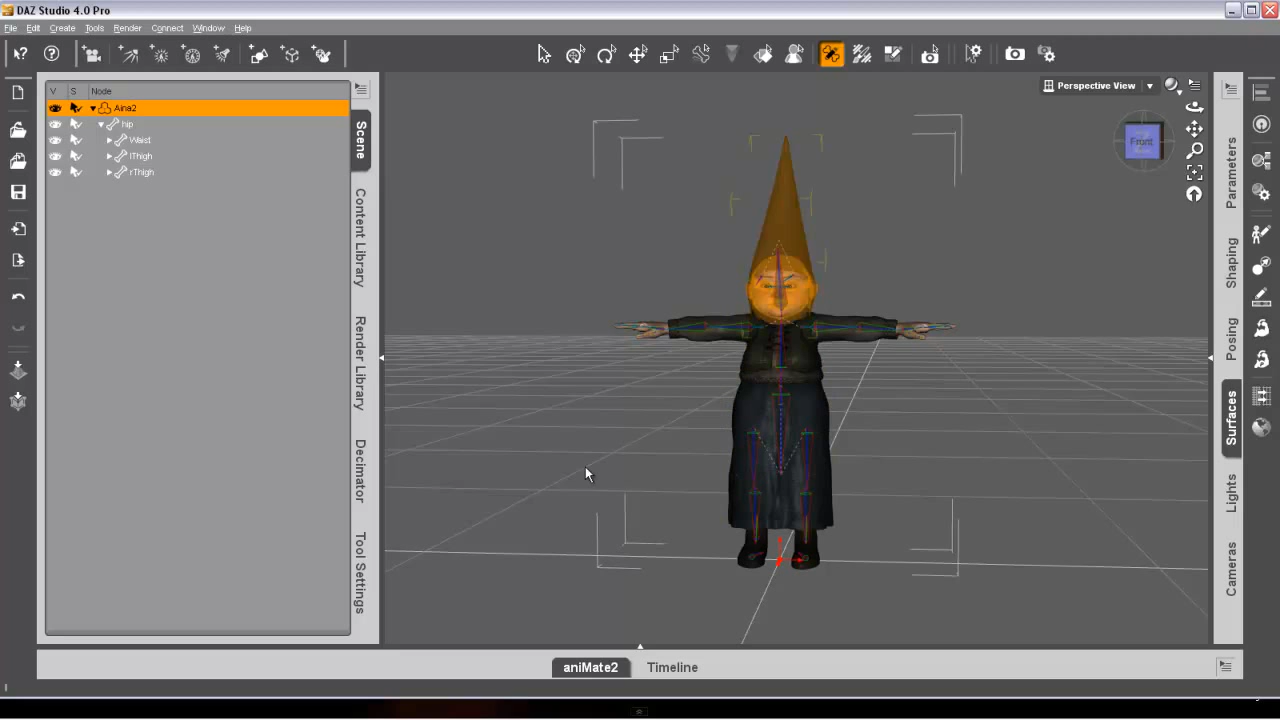 DAZ Studio 4.0 Pro
File Edit Create Tools Render Connect Window Help
V S Node
Aina2
hip
Waist
lThigh
rThigh
Scene
Content Library
Render Library
Decimator
Tool Settings
Perspective View
Front
Parameters
Shaping
Posing
Surfaces
Lights
Cameras
aniMate2 Timeline